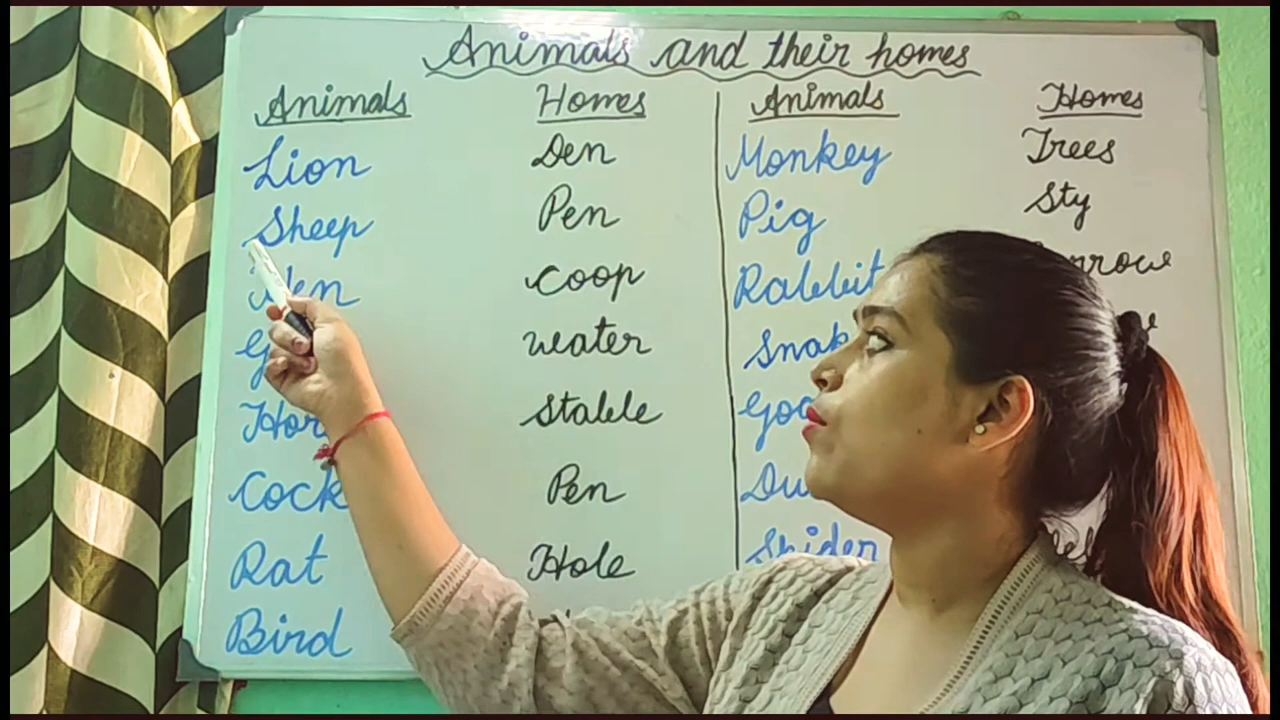 Animals and their homes
Animals Homes Animals Homes
Lion Den Monkey Trees
Sheep Pen Pig Sty
Coop Rabbit
water
Stable
Cock Pen
Rat Hole Spider
Bird